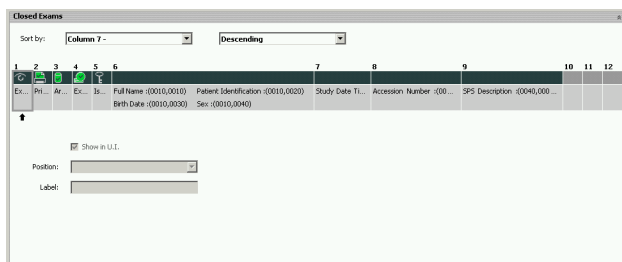 Closed Exams
Sort by: Column 7 - Descending
1 2 3 4 5 6 7 8 9 10 11 12
Ex... Pri... Ar... Ex... Is... Full Name :(0010,0010) Patient Identification :(0010,0020) Study Date Ti... Accession Number :(00... SPS Description :(0040,000...
Birth Date :(0010,0030) Sex :(0010,0040)
Show in U.I.
Position:
Label: